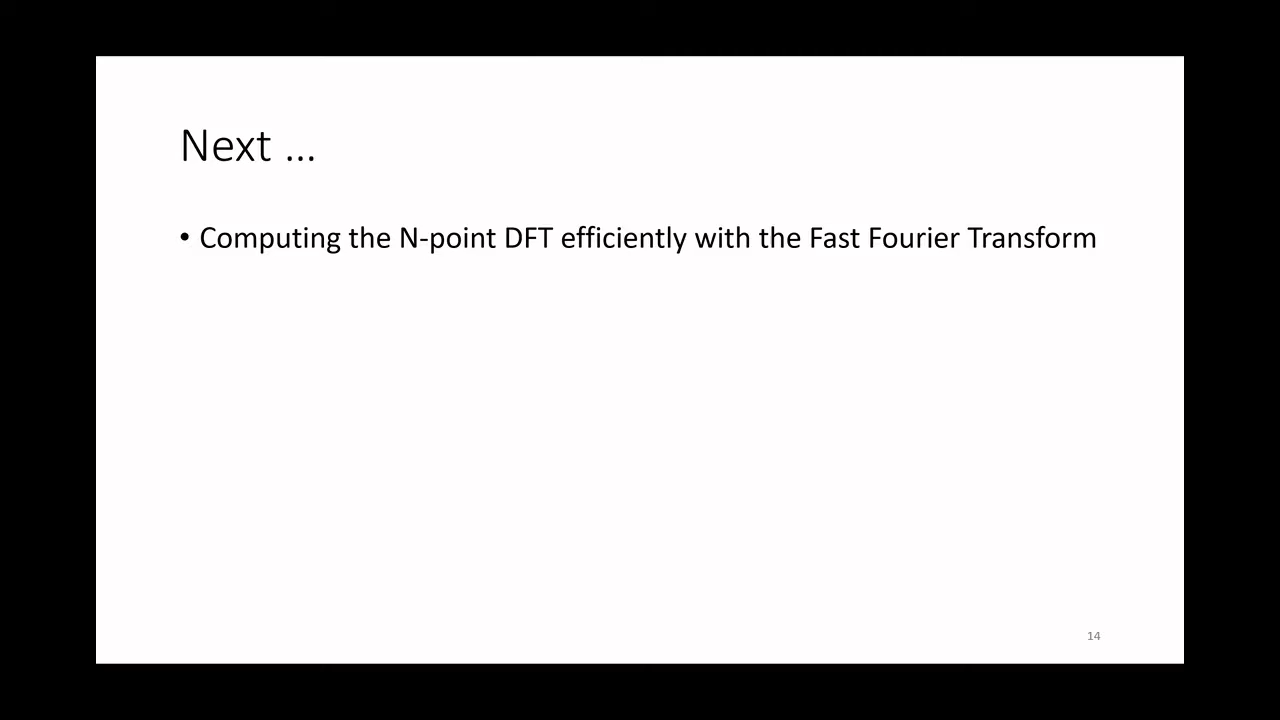 Next …
• Computing the N-point DFT efficiently with the Fast Fourier Transform
14